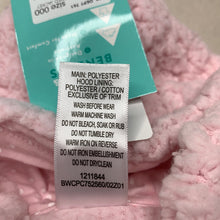 SIZE 000
MAIN: POLYESTER
HOOD LINING:
POLYESTER / COTTON
EXCLUSIVE OF TRIM
WASH BEFORE WEAR
WARM MACHINE WASH
DO NOT BLEACH, SOAK OR RUB
DO NOT TUMBLE DRY
WARM IRON ON REVERSE
DO NOT IRON EMBELLISHMENT
DO NOT DRYCLEAN
1211844
BWCPC752560/02Z01